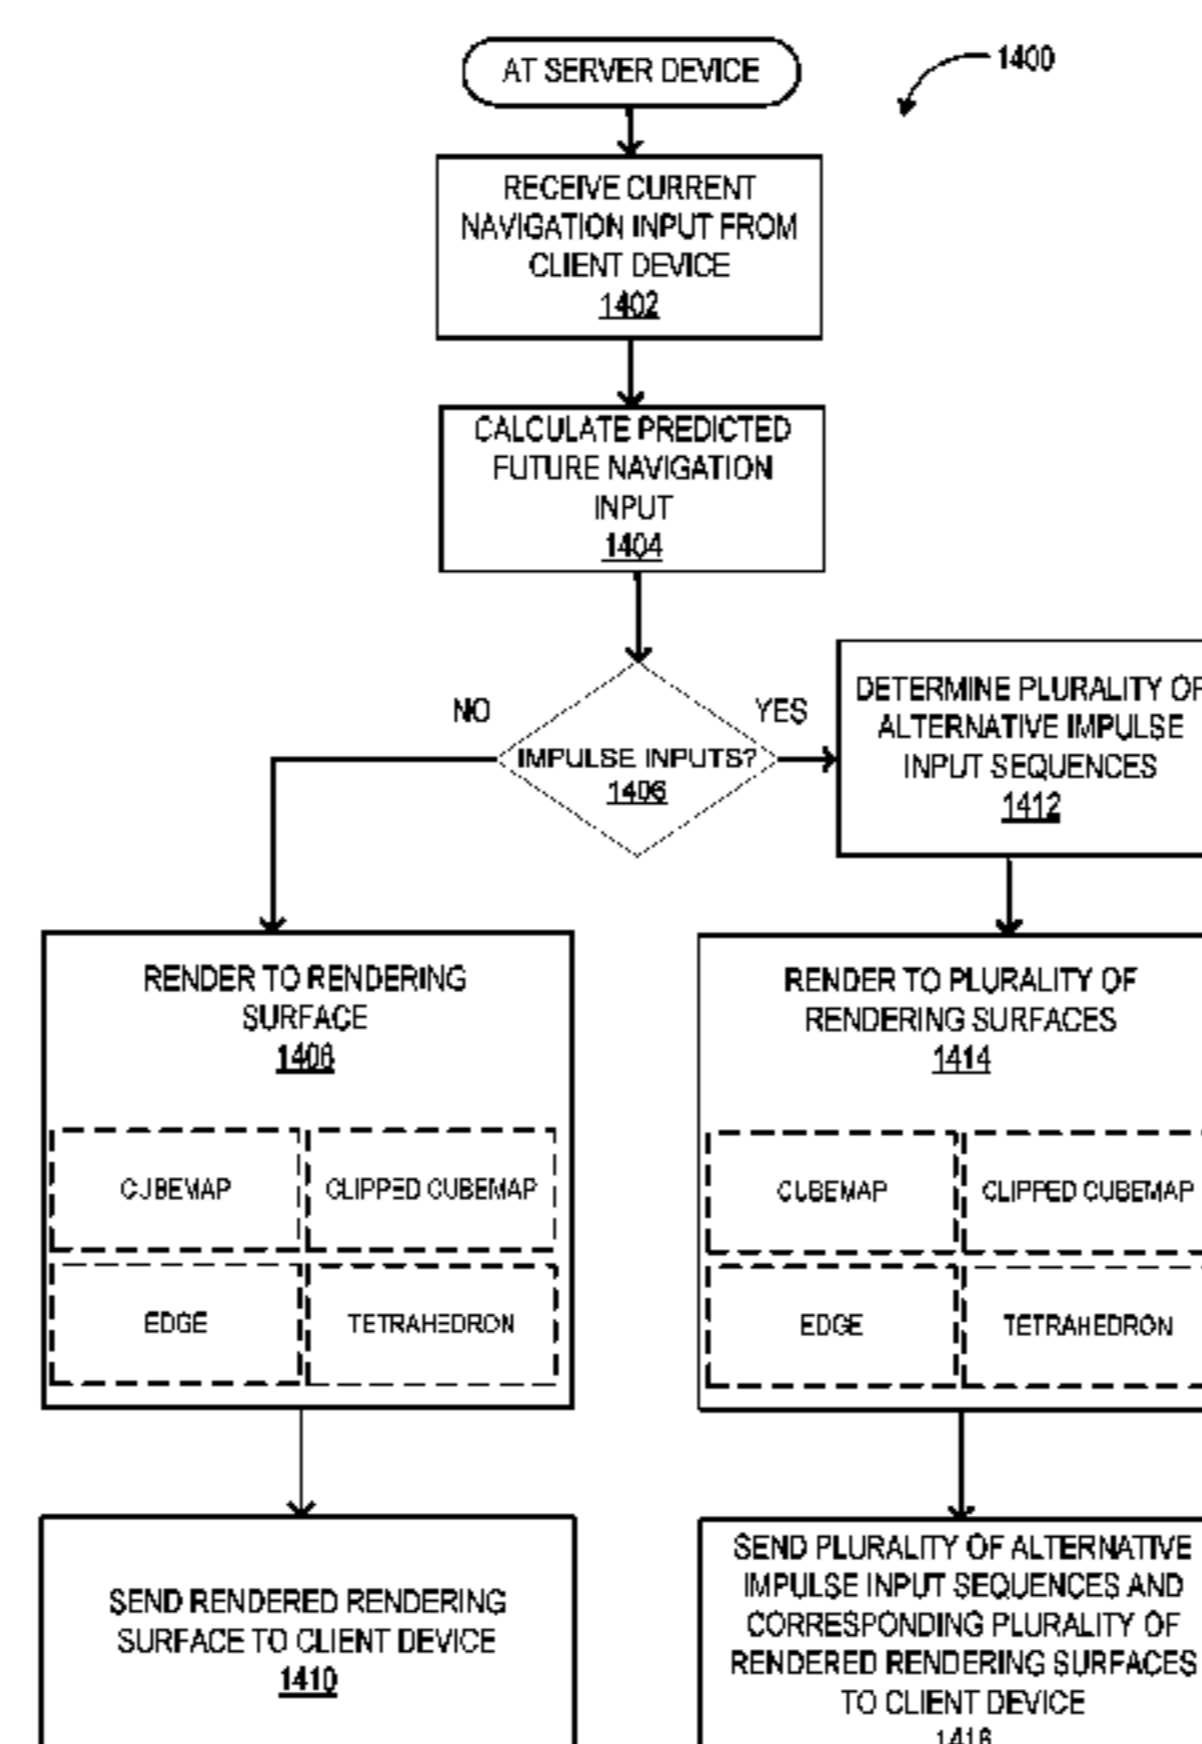 AT SERVER DEVICE
1400
RECEIVE CURRENT
NAVIGATION INPUT FROM
CLIENT DEVICE
1402
CALCULATE PREDICTED
FUTURE NAVIGATION
INPUT
1404
NO
YES
IMPULSE INPUTS?
1406
DETERMINE PLURALITY OF
ALTERNATIVE IMPULSE
INPUT SEQUENCES
1412
RENDER TO RENDERING
SURFACE
1408
CUBEMAP
CLIPPED CUBEMAP
EDGE
TETRAHEDRON
RENDER TO PLURALITY OF
RENDERING SURFACES
1414
CUBEMAP
CLIPPED CUBEMAP
EDGE
TETRAHEDRON
SEND RENDERED RENDERING
SURFACE TO CLIENT DEVICE
1410
SEND PLURALITY OF ALTERNATIVE
IMPULSE INPUT SEQUENCES AND
CORRESPONDING PLURALITY OF
RENDERED RENDERING SURFACES
TO CLIENT DEVICE
1416